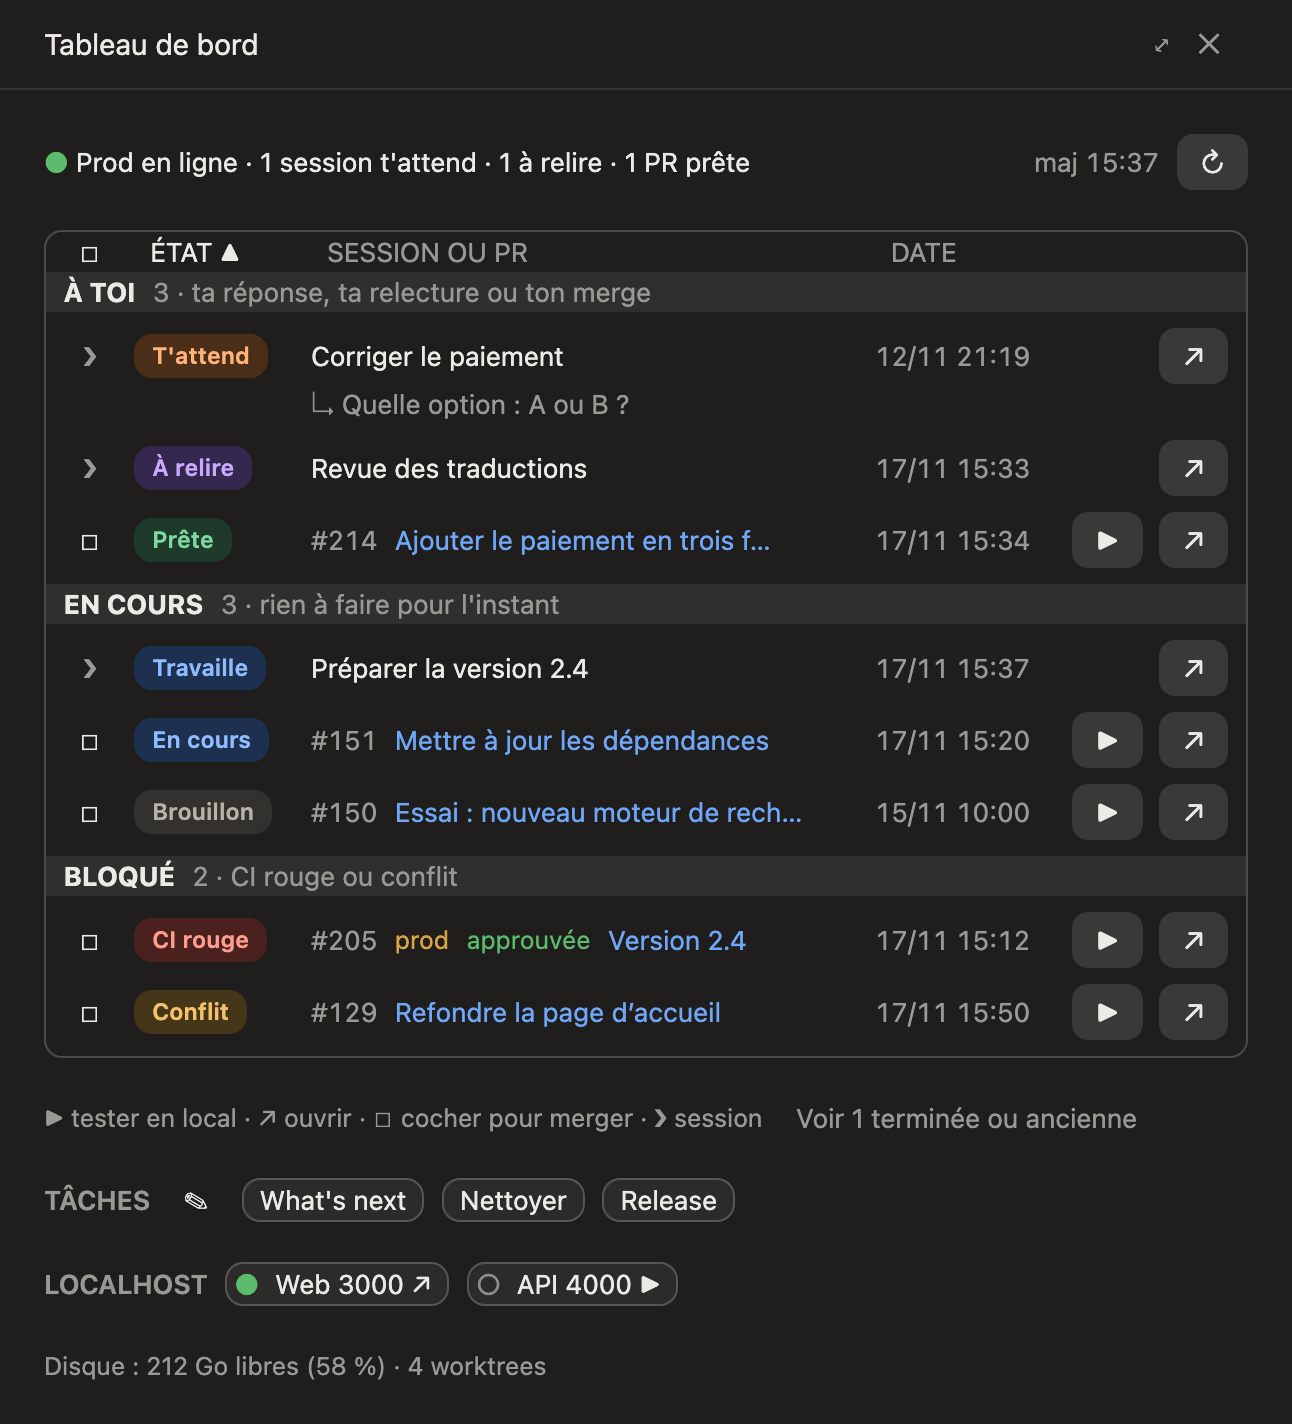 Tableau de bord
Prod en ligne · 1 session t'attend · 1 à relire · 1 PR prête
maj 15:37
ÉTAT ▲ SESSION OU PR DATE
À TOI 3 · ta réponse, ta relecture ou ton merge
T'attend Corriger le paiement 12/11 21:19
Quelle option : A ou B ?
À relire Revue des traductions 17/11 15:33
Prête #214 Ajouter le paiement en trois f... 17/11 15:34
EN COURS 3 · rien à faire pour l'instant
Travaille Préparer la version 2.4 17/11 15:37
En cours #151 Mettre à jour les dépendances 17/11 15:20
Brouillon #150 Essai : nouveau moteur de rech... 15/11 10:00
BLOQUÉ 2 · CI rouge ou conflit
CI rouge #205 prod approuvée Version 2.4 17/11 15:12
Conflit #129 Refondre la page d’accueil 17/11 15:50
▶ tester en local · ↗ ouvrir · □ cocher pour merger · ❯ session Voir 1 terminée ou ancienne
TÂCHES ✎ What's next Nettoyer Release
LOCALHOST Web 3000 ↗ API 4000 ▶
Disque : 212 Go libres (58 %) · 4 worktrees